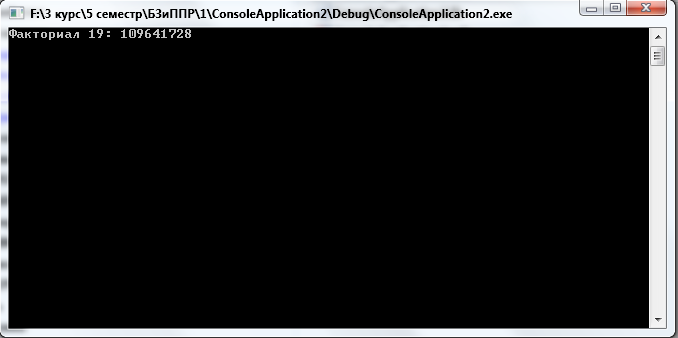 F:\3 курс\5 семестр\БЗиППР\1\ConsoleApplication2\Debug\ConsoleApplication2.exe
Факториал 19: 109641728